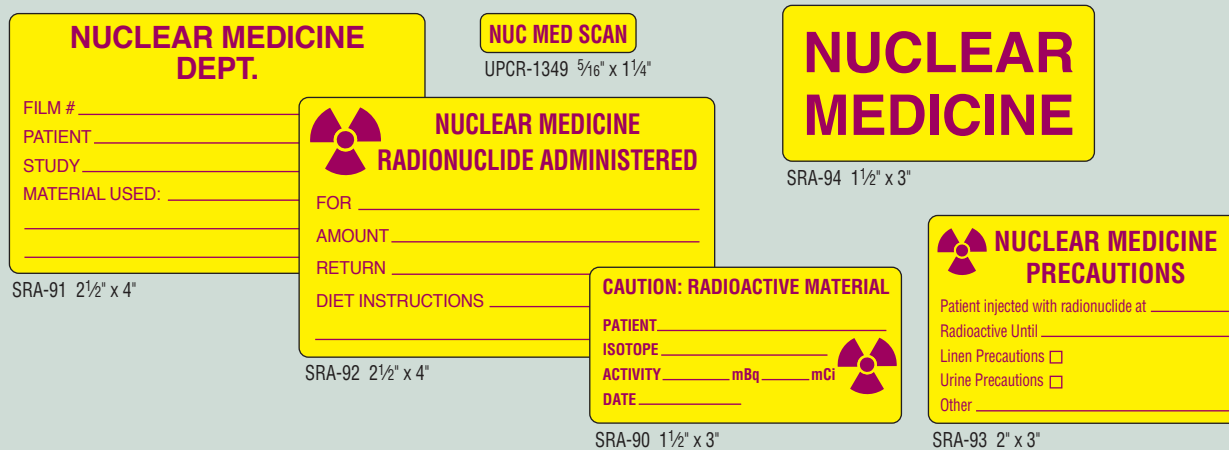 NUCLEAR MEDICINE
DEPT.
FILM #
PATIENT
STUDY
MATERIAL USED:
SRA-91 2½" x 4"
NUC MED SCAN
UPCR-1349 5⁄16" x 1¼"
NUCLEAR MEDICINE
RADIONUCLIDE ADMINISTERED
FOR
AMOUNT
RETURN
DIET INSTRUCTIONS
SRA-92 2½" x 4"
NUCLEAR
MEDICINE
SRA-94 1½" x 3"
CAUTION: RADIOACTIVE MATERIAL
PATIENT
ISOTOPE
ACTIVITY mBq mCi
DATE
SRA-90 1½" x 3"
NUCLEAR MEDICINE
PRECAUTIONS
Patient injected with radionuclide at
Radioactive Until
Linen Precautions ☐
Urine Precautions ☐
Other
SRA-93 2" x 3"